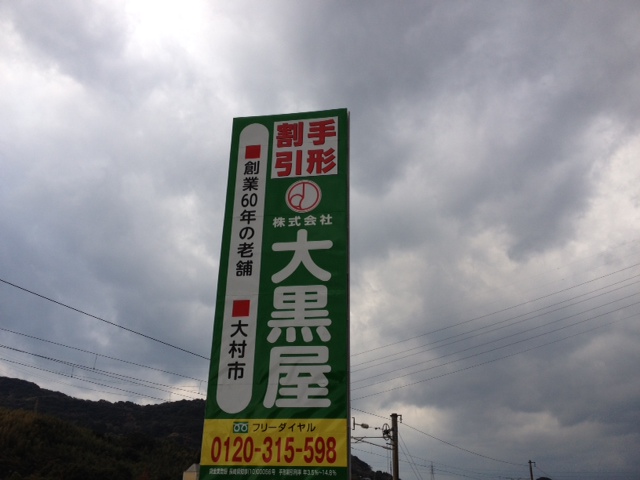 手形
割引
株式会社
大黒屋
■創業60年の老舗
■大村市
フリーダイヤル
0120-315-598